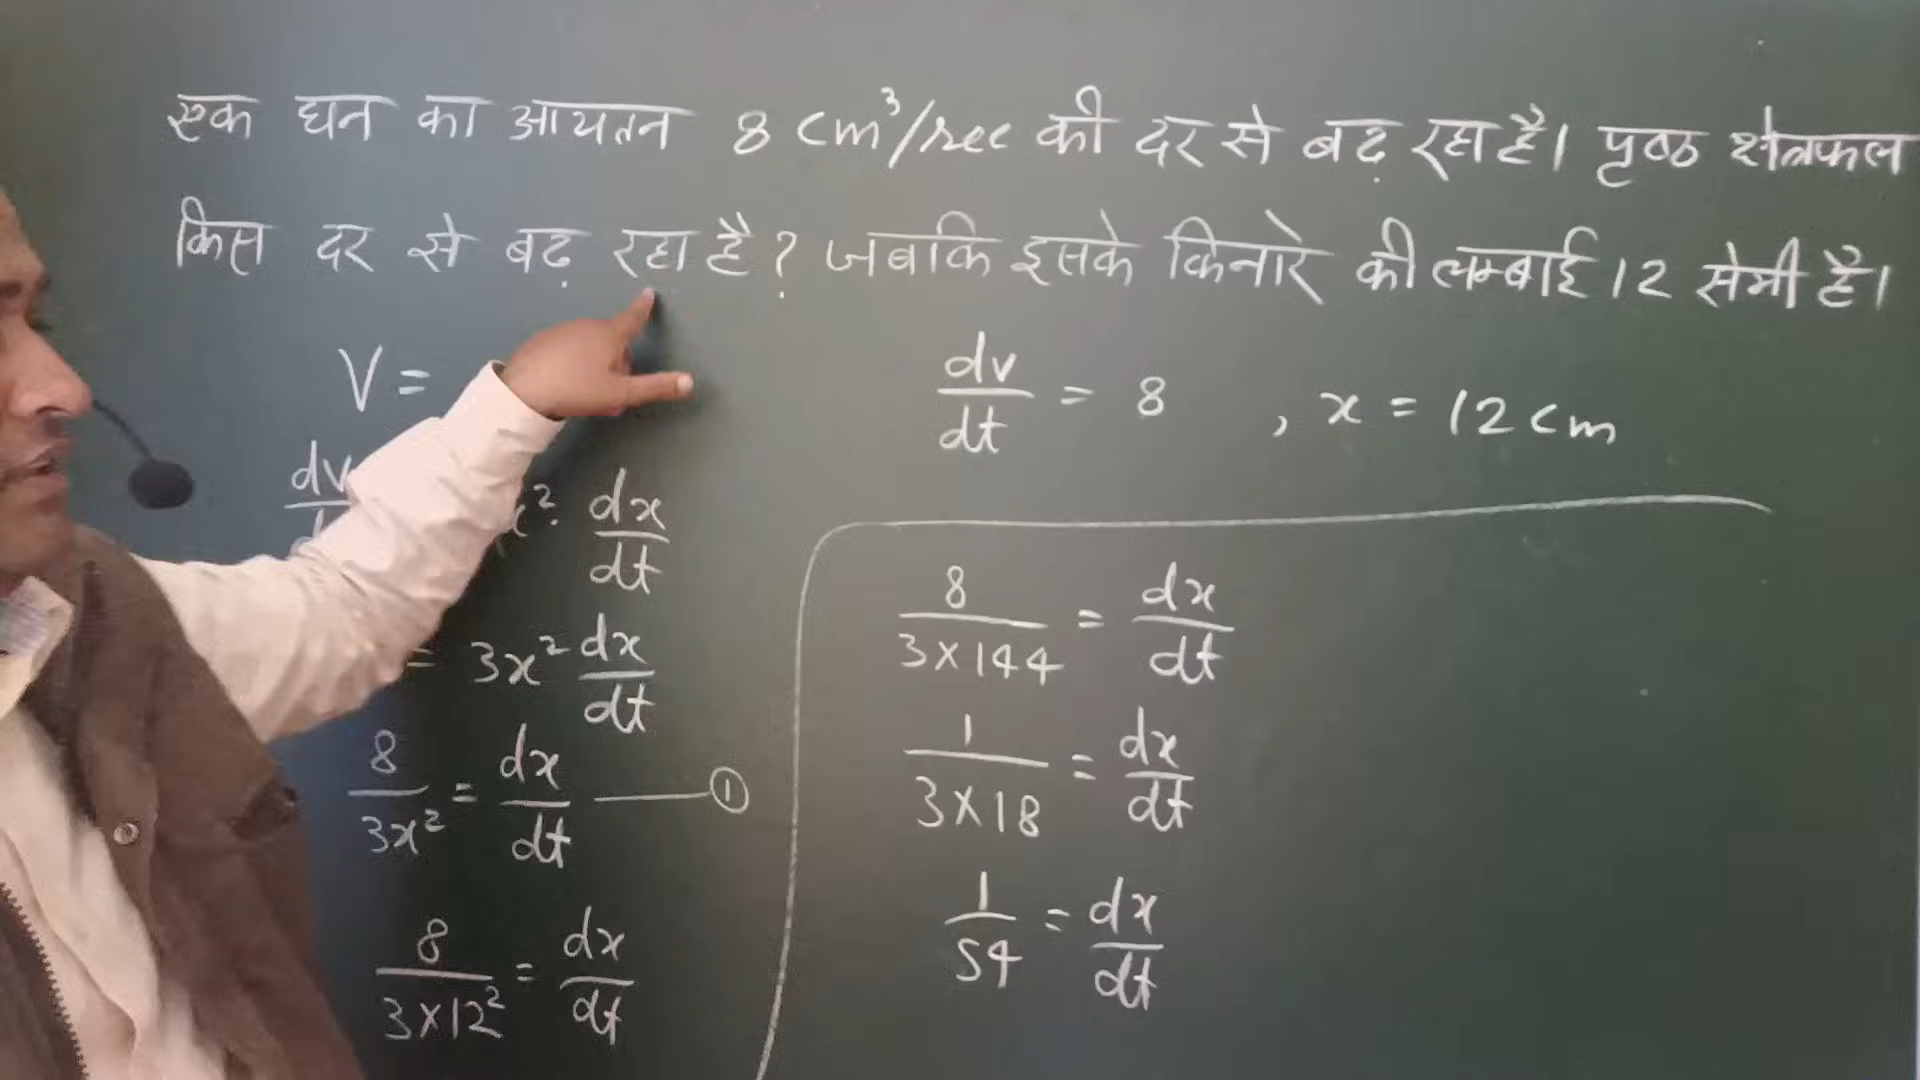 एक घन का आयतन 8 cm³/sec की दर से बढ़ रहा है। पृष्ठ क्षेत्रफल
किस दर से बढ़ रहा है? जबकि इसके किनारे की लम्बाई 12 सेमी है।
V =
dv/dt = 8 , x = 12 cm
dv
x². dx/dt
= 3x² dx/dt
8/3x² = dx/dt —— ①
8/3×12² = dx/dt
8/3×144 = dx/dt
1/3×18 = dx/dt
1/54 = dx/dt